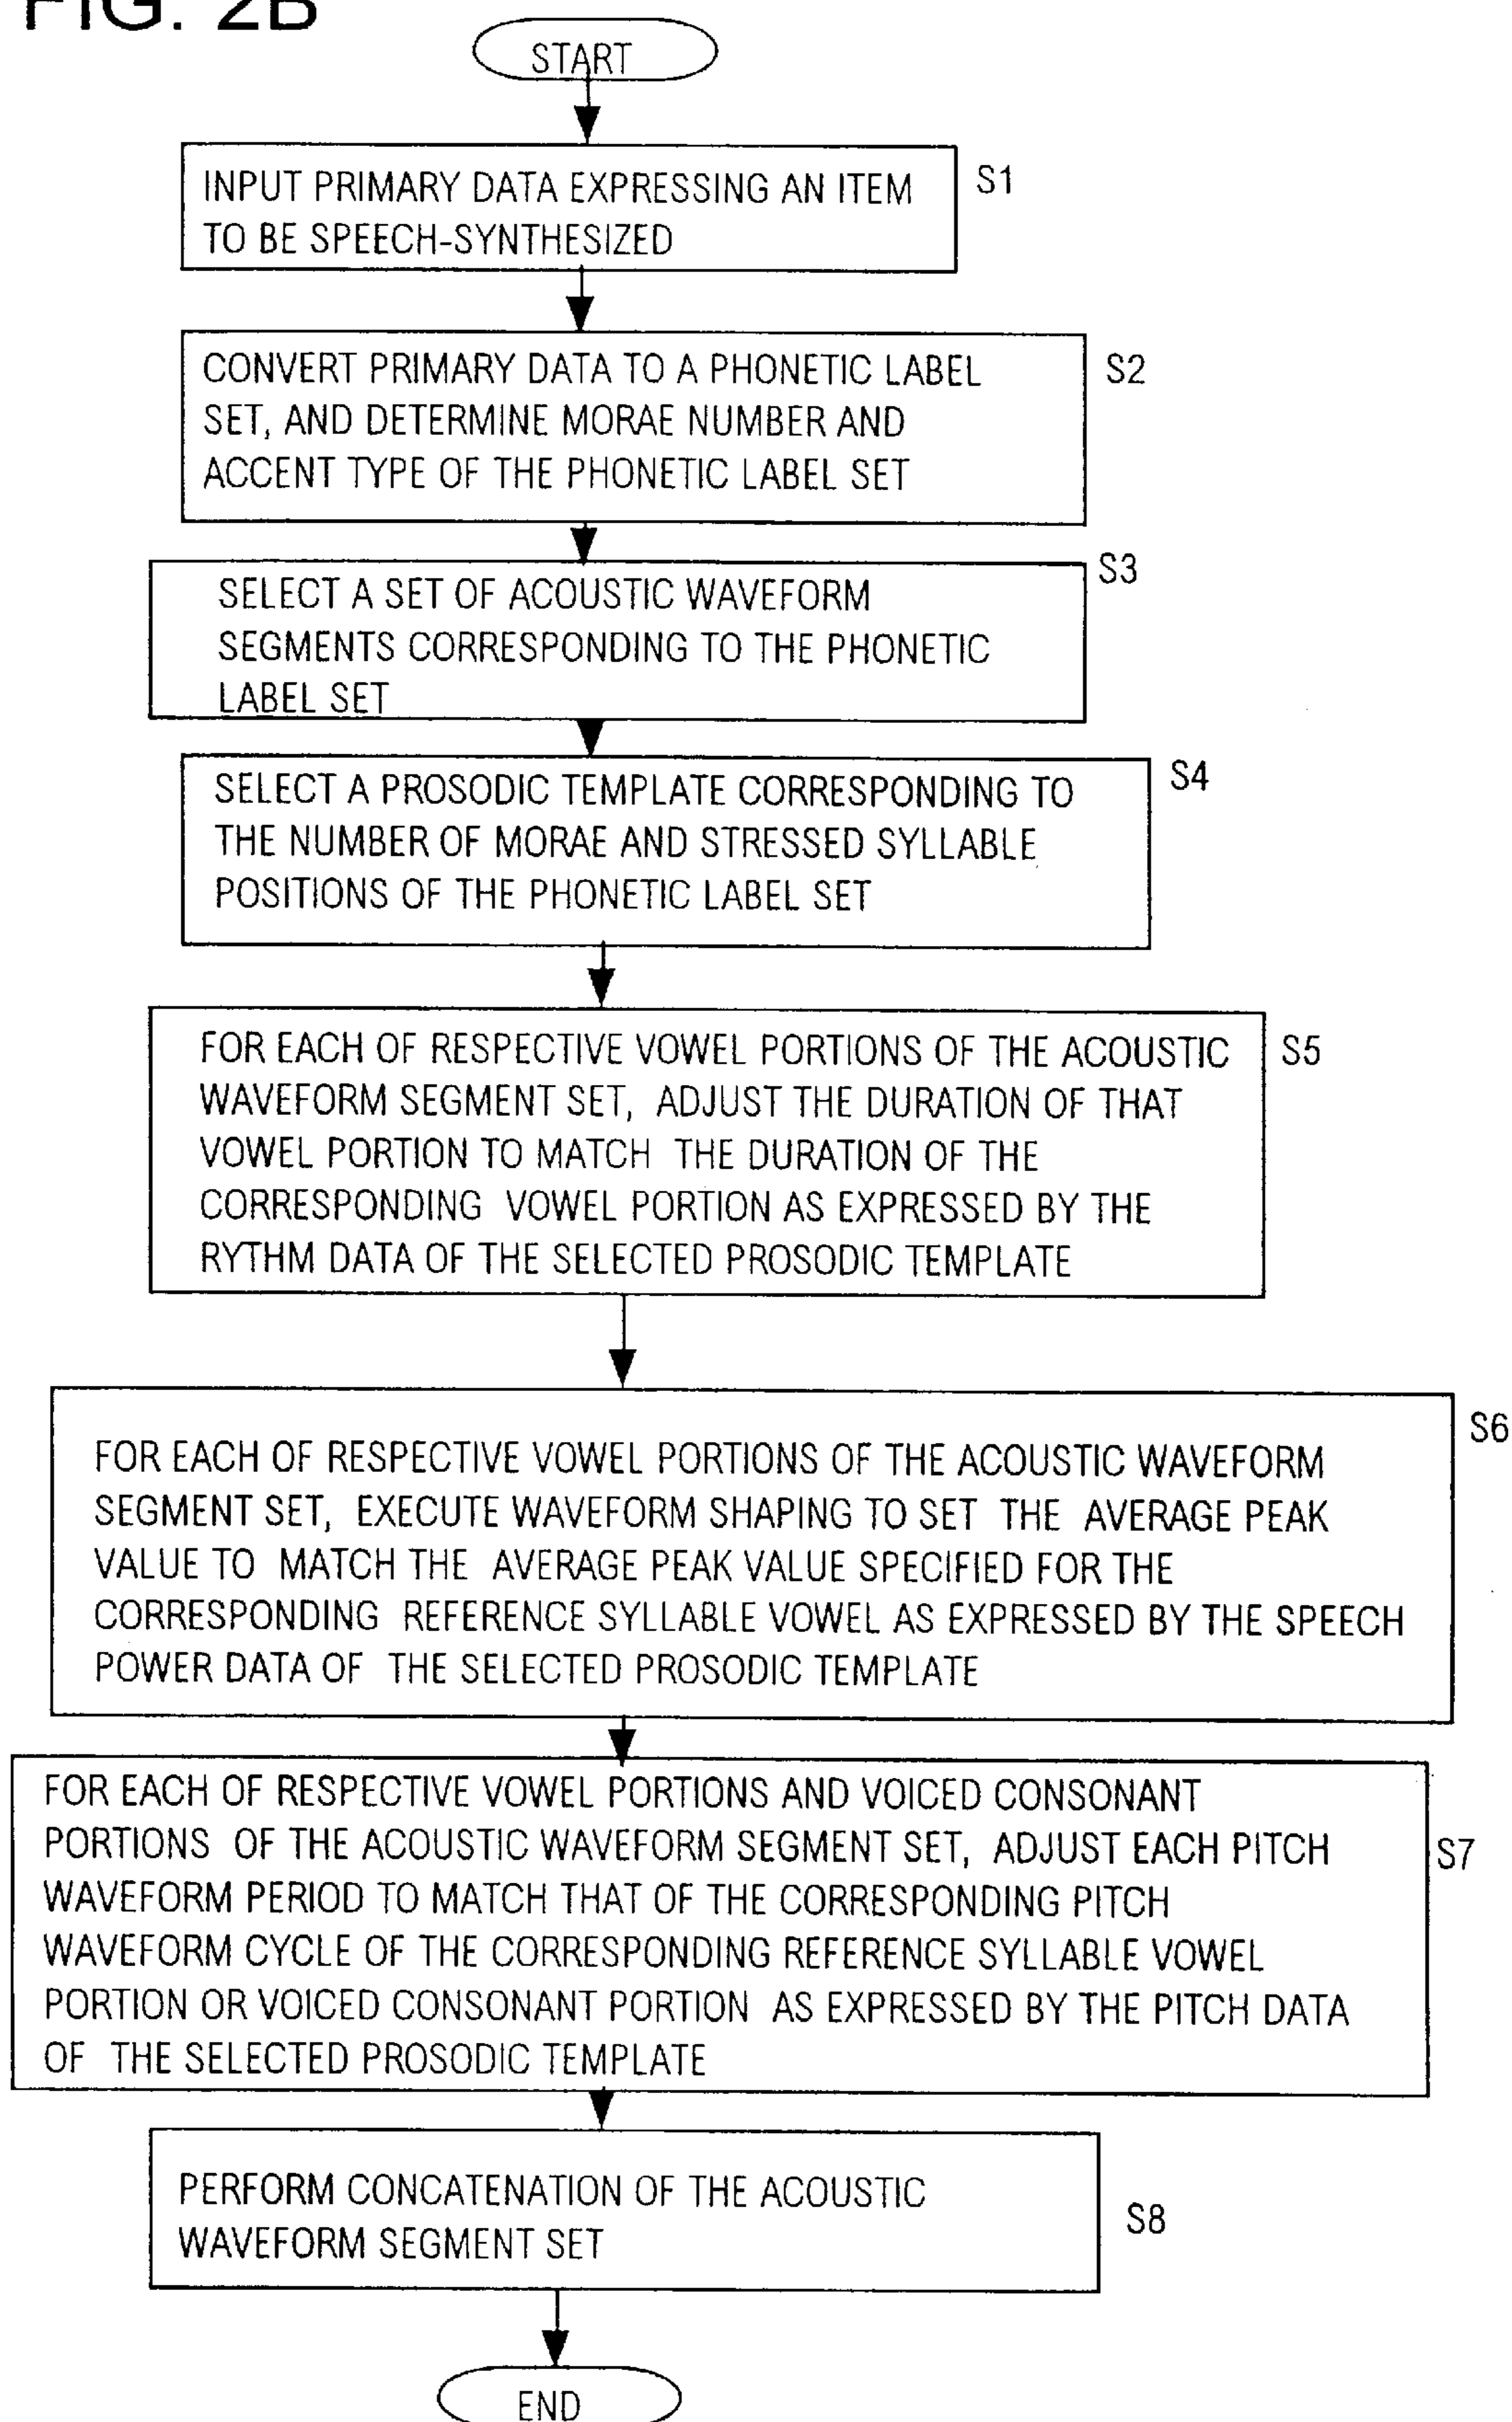 FIG. 2B
START
INPUT PRIMARY DATA EXPRESSING AN ITEM
TO BE SPEECH-SYNTHESIZED
S1
CONVERT PRIMARY DATA TO A PHONETIC LABEL
SET, AND DETERMINE MORAE NUMBER AND
ACCENT TYPE OF THE PHONETIC LABEL SET
S2
SELECT A SET OF ACOUSTIC WAVEFORM
SEGMENTS CORRESPONDING TO THE PHONETIC
LABEL SET
S3
SELECT A PROSODIC TEMPLATE CORRESPONDING TO
THE NUMBER OF MORAE AND STRESSED SYLLABLE
POSITIONS OF THE PHONETIC LABEL SET
S4
FOR EACH OF RESPECTIVE VOWEL PORTIONS OF THE ACOUSTIC
WAVEFORM SEGMENT SET, ADJUST THE DURATION OF THAT
VOWEL PORTION TO MATCH THE DURATION OF THE
CORRESPONDING VOWEL PORTION AS EXPRESSED BY THE
RYTHM DATA OF THE SELECTED PROSODIC TEMPLATE
S5
FOR EACH OF RESPECTIVE VOWEL PORTIONS OF THE ACOUSTIC WAVEFORM
SEGMENT SET, EXECUTE WAVEFORM SHAPING TO SET THE AVERAGE PEAK
VALUE TO MATCH THE AVERAGE PEAK VALUE SPECIFIED FOR THE
CORRESPONDING REFERENCE SYLLABLE VOWEL AS EXPRESSED BY THE SPEECH
POWER DATA OF THE SELECTED PROSODIC TEMPLATE
S6
FOR EACH OF RESPECTIVE VOWEL PORTIONS AND VOICED CONSONANT
PORTIONS OF THE ACOUSTIC WAVEFORM SEGMENT SET, ADJUST EACH PITCH
WAVEFORM PERIOD TO MATCH THAT OF THE CORRESPONDING PITCH
WAVEFORM CYCLE OF THE CORRESPONDING REFERENCE SYLLABLE VOWEL
PORTION OR VOICED CONSONANT PORTION AS EXPRESSED BY THE PITCH DATA
OF THE SELECTED PROSODIC TEMPLATE
S7
PERFORM CONCATENATION OF THE ACOUSTIC
WAVEFORM SEGMENT SET
S8
END